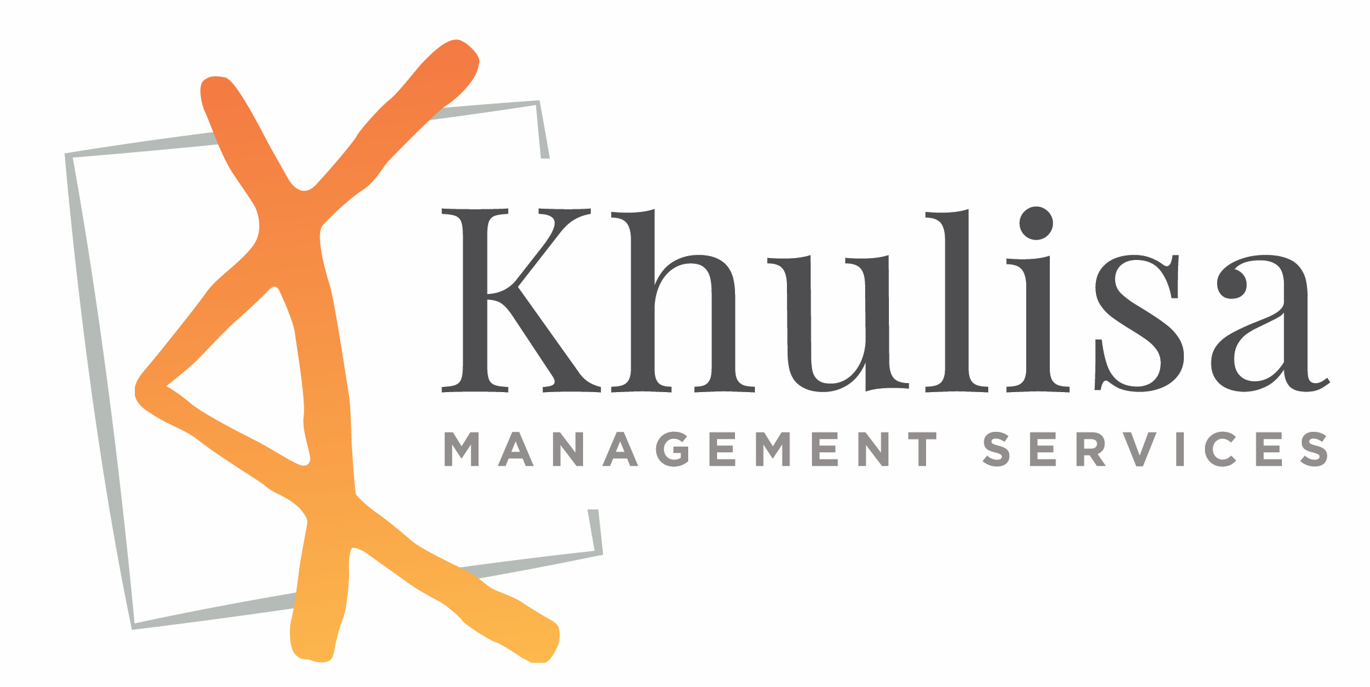 Khulisa
MANAGEMENT SERVICES